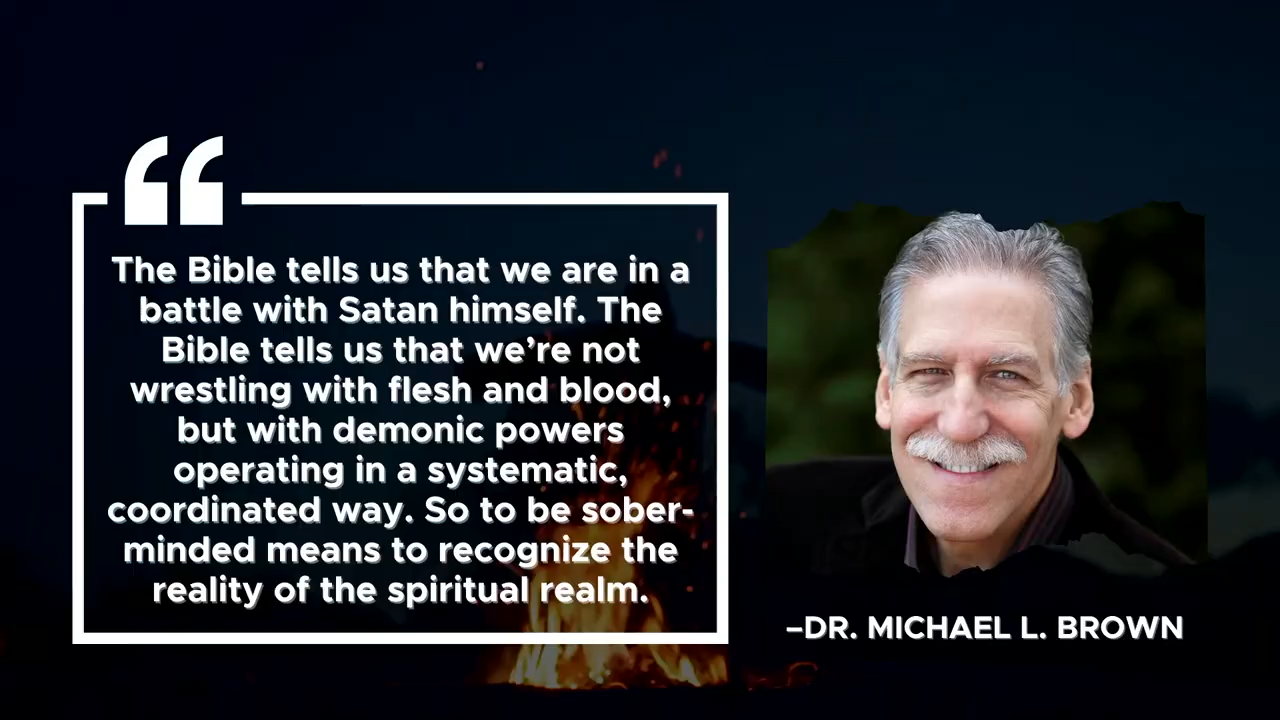 “
The Bible tells us that we are in a
battle with Satan himself. The
Bible tells us that we’re not
wrestling with flesh and blood,
but with demonic powers
operating in a systematic,
coordinated way. So to be sober-
minded means to recognize the
reality of the spiritual realm.
–DR. MICHAEL L. BROWN